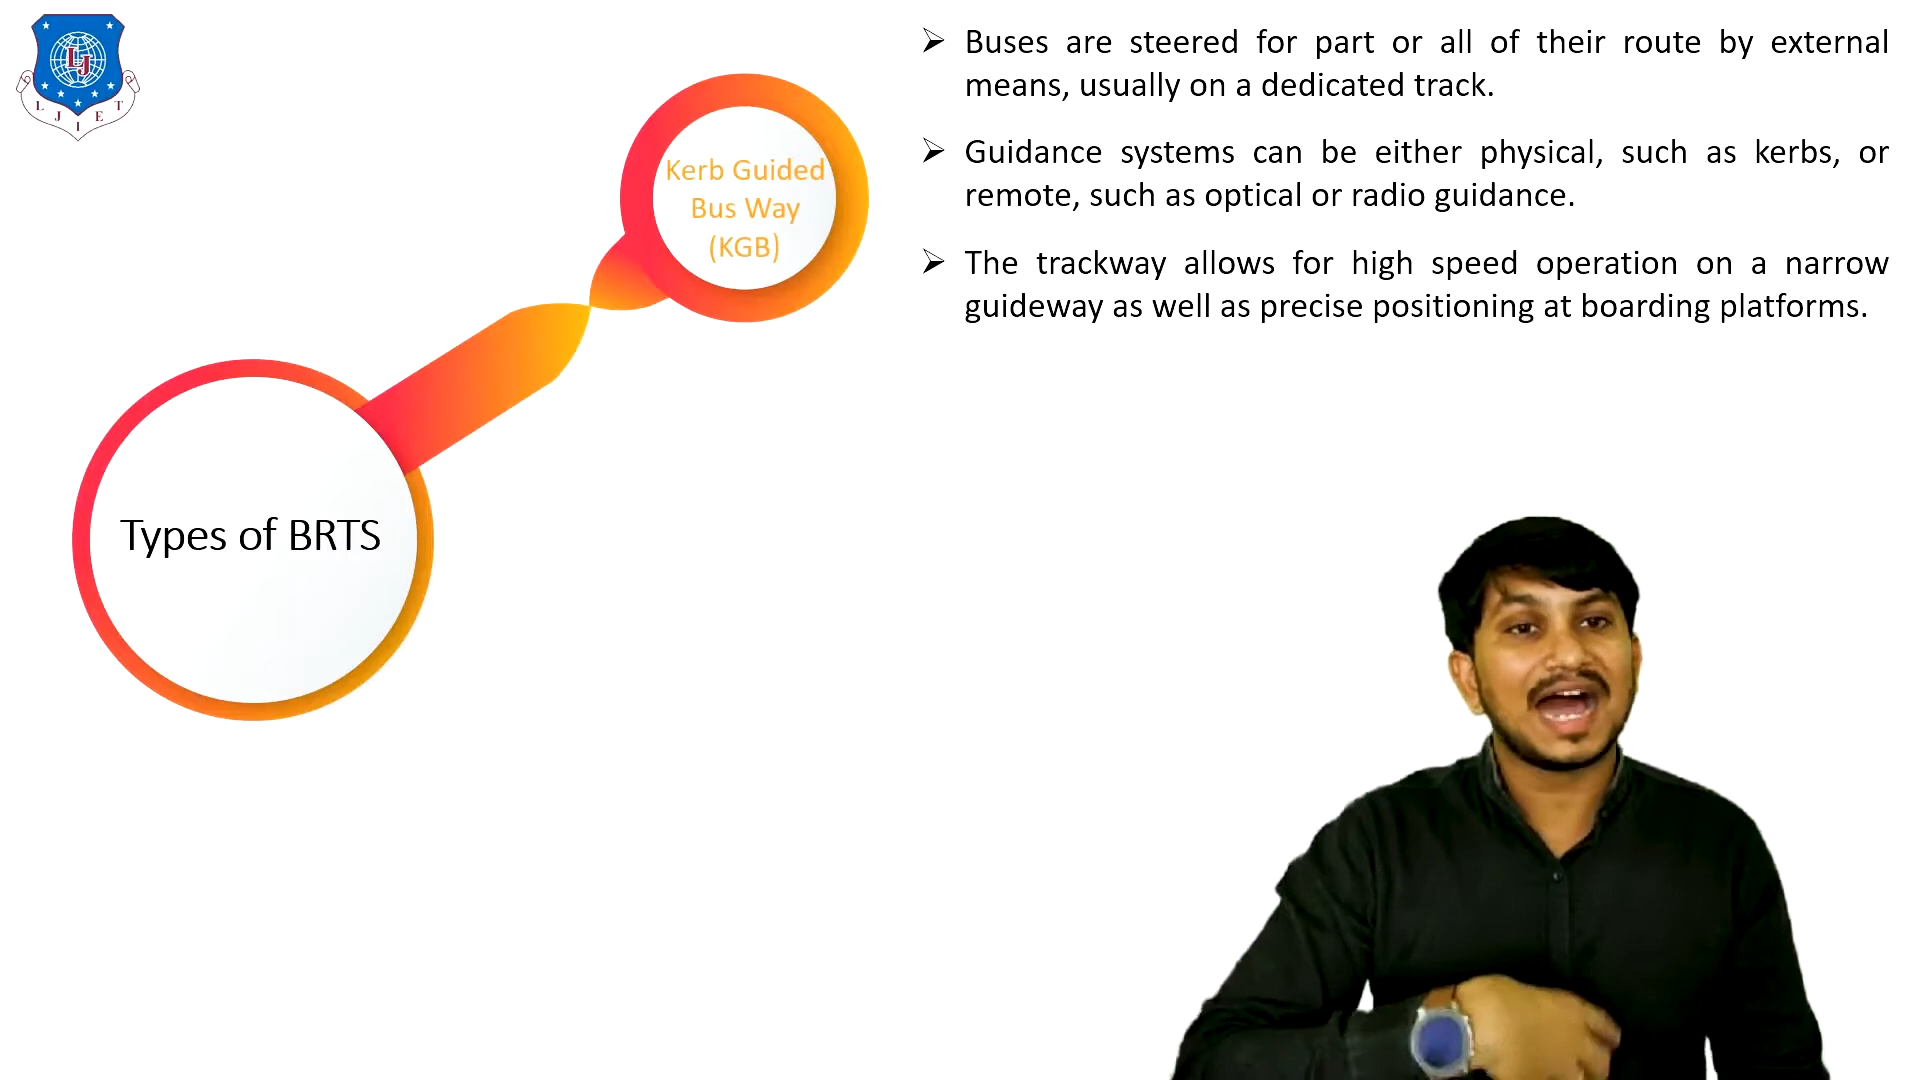 LJ
L J I E T
Kerb Guided
Bus Way
(KGB)
Types of BRTS
➢ Buses are steered for part or all of their route by external
means, usually on a dedicated track.
➢ Guidance systems can be either physical, such as kerbs, or
remote, such as optical or radio guidance.
➢ The trackway allows for high speed operation on a narrow
guideway as well as precise positioning at boarding platforms.